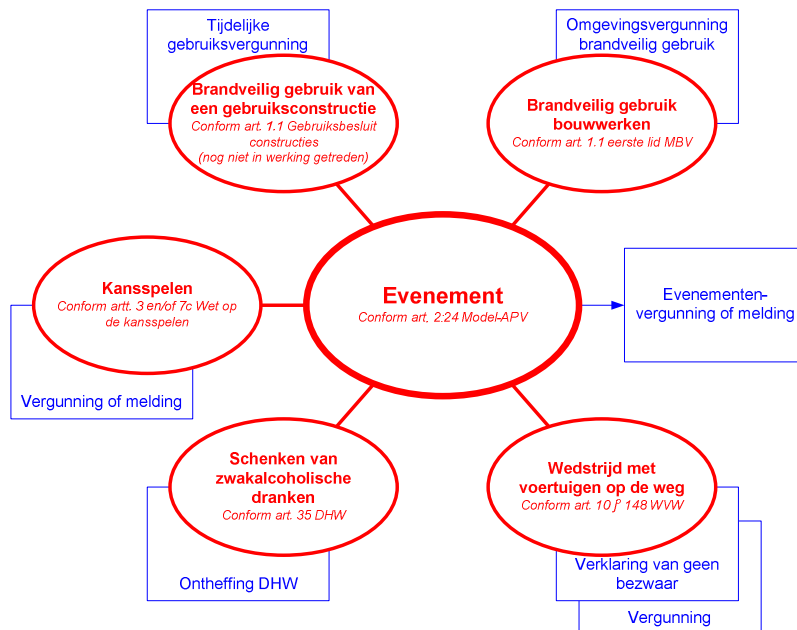 Tijdelijke
gebruiksvergunning
Omgevingsvergunning
brandveilig gebruik
Brandveilig gebruik van
een gebruiksconstructie
Conform art. 1.1 Gebruiksbesluit
constructies
(nog niet in werking getreden)
Brandveilig gebruik
bouwwerken
Conform art. 1.1 eerste lid MBV
Kansspelen
Conform artt. 3 en/of 7c Wet op
de kansspelen
Vergunning of melding
Evenement
Conform art. 2:24 Model-APV
Evenementen-
vergunning of melding
Schenken van
zwakalcoholische
dranken
Conform art. 35 DHW
Ontheffing DHW
Wedstrijd met
voertuigen op de weg
Conform art. 10 j° 148 WVW
Verklaring van geen
bezwaar
Vergunning